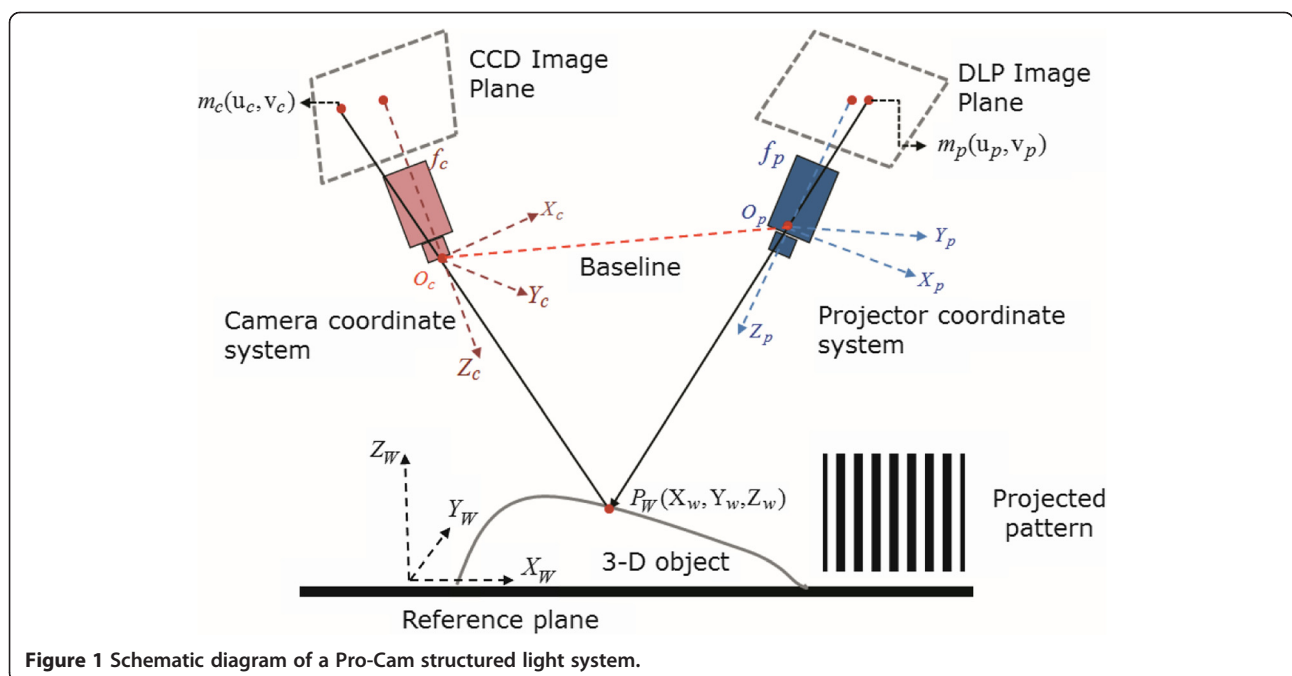 CCD Image
Plane
DLP Image
Plane
m_c(u_c, v_c)
m_p(u_p, v_p)
f_c
f_p
X_c
O_p
Y_p
O_c
Baseline
Y_c
X_p
Camera coordinate
system
Z_c
Z_p
Projector coordinate
system
Z_W
Y_W
X_W
P_W(X_w, Y_w, Z_w)
3-D object
Projected
pattern
Reference plane
Figure 1 Schematic diagram of a Pro-Cam structured light system.